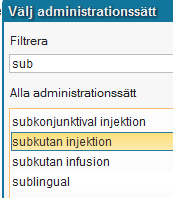 Välj administrationssätt
Filtrera
sub
Alla administrationssätt
subkonjunktival injektion
subkutan injektion
subkutan infusion
sublingual